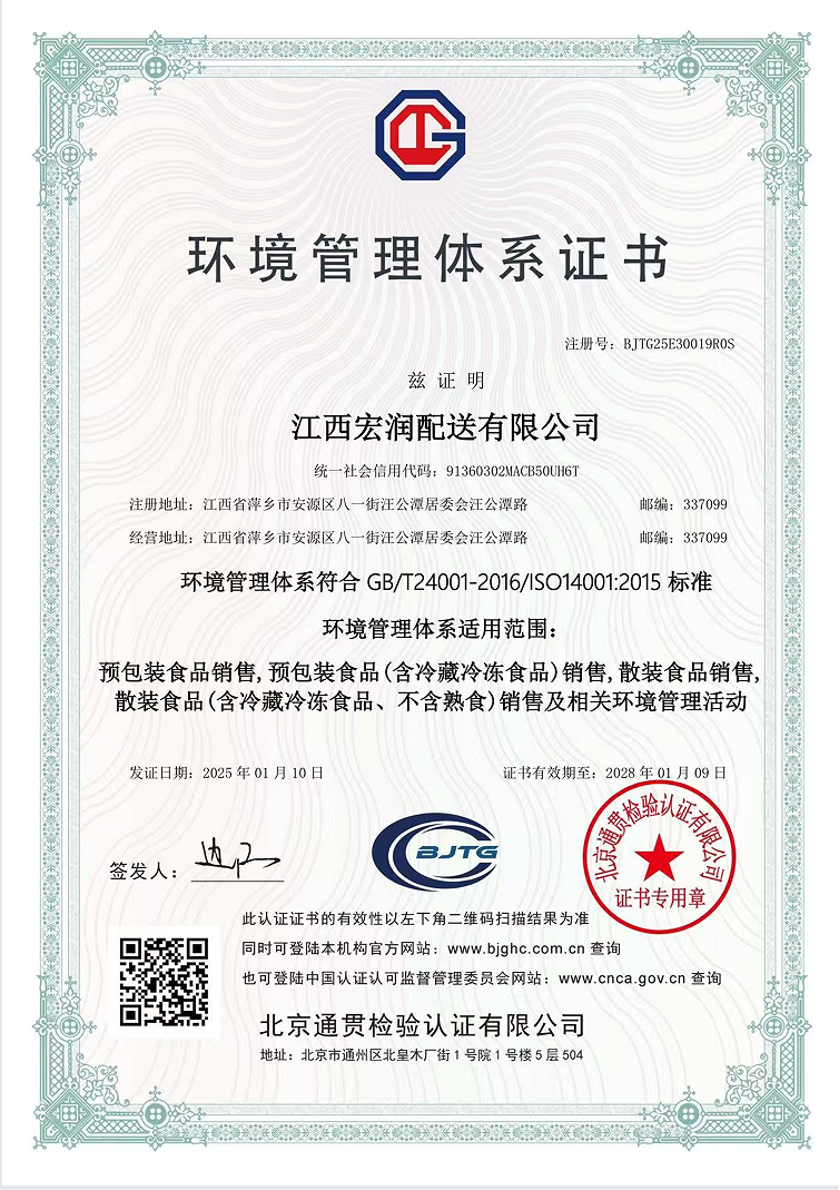 环境管理体系证书
注册号：BJTG25E30019R0S
兹证明
江西宏润配送有限公司
统一社会信用代码：91360302MACB50UH6T
注册地址：江西省萍乡市安源区八一街汪公潭居委会汪公潭路 邮编：337099
经营地址：江西省萍乡市安源区八一街汪公潭居委会汪公潭路 邮编：337099
环境管理体系符合 GB/T24001-2016/ISO14001:2015 标准
环境管理体系适用范围：
预包装食品销售,预包装食品(含冷藏冷冻食品)销售,散装食品销售,
散装食品(含冷藏冷冻食品、不含熟食)销售及相关环境管理活动
发证日期：2025 年 01 月 10 日 证书有效期至：2028 年 01 月 09 日
签发人：
BJTG
北京通贯检验认证有限公司
证书专用章
此认证证书的有效性以左下角二维码扫描结果为准
同时可登陆本机构官方网站：www.bjghc.com.cn 查询
也可登陆中国认证认可监督管理委员会网站：www.cnca.gov.cn 查询
北京通贯检验认证有限公司
地址：北京市通州区北皇木厂街 1 号院 1 号楼 5 层 504